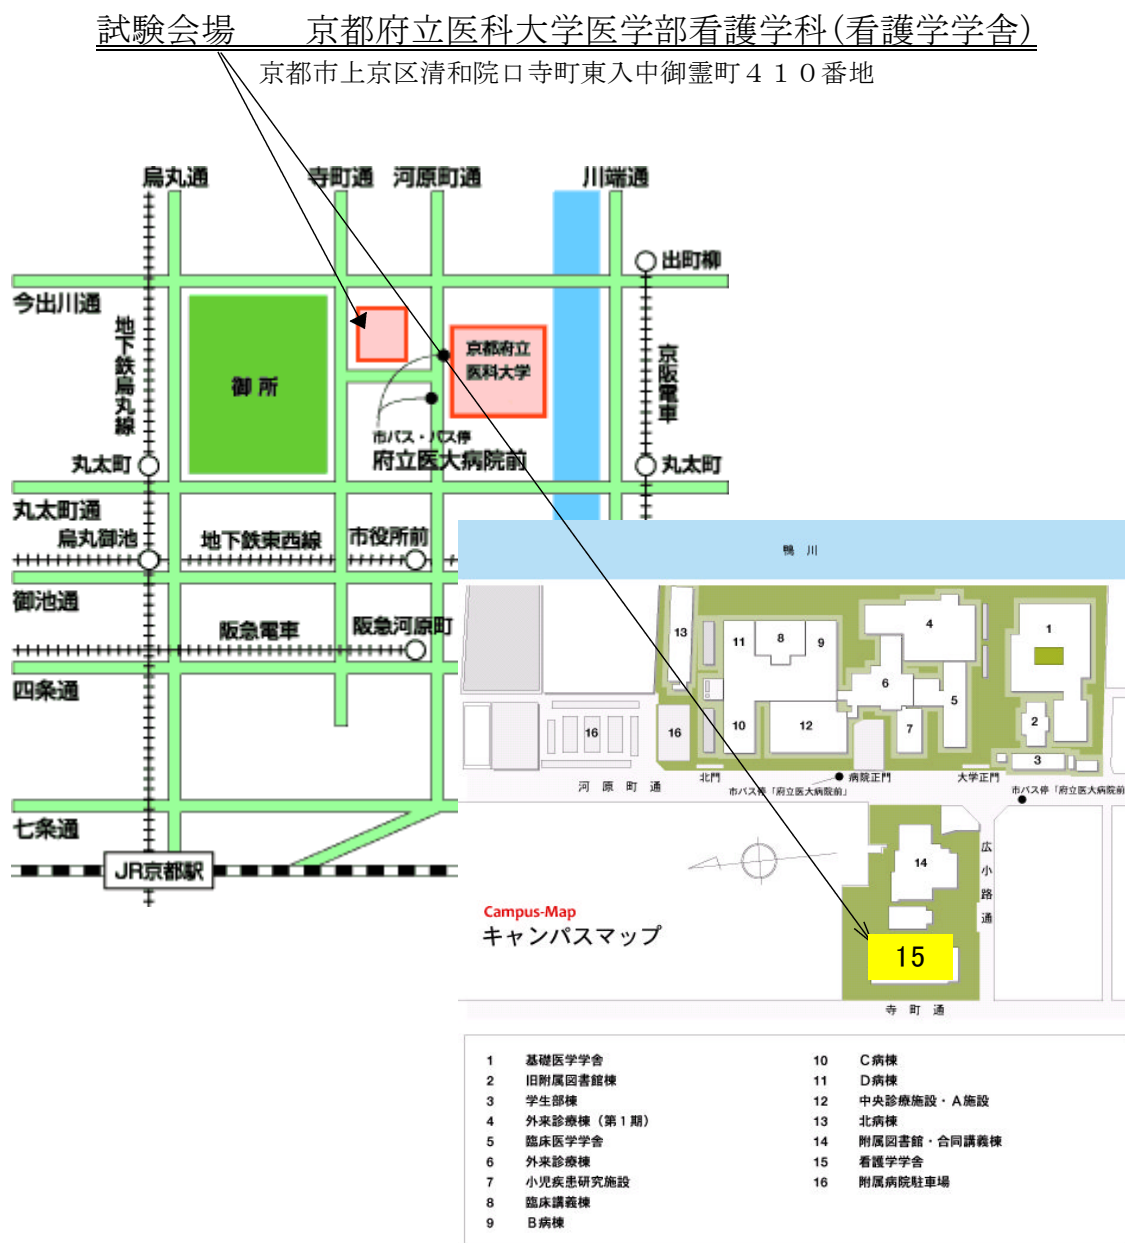 試験会場　　京都府立医科大学医学部看護学科(看護学学舎)
京都市上京区清和院口寺町東入中御霊町４１０番地
烏丸通
寺町通
河原町通
川端通
出町柳
今出川通
地下鉄烏丸線
御所
京都府立
医科大学
京阪電車
市バス・バス停
府立医大病院前
丸太町
丸太町
丸太町通
烏丸御池
地下鉄東西線
市役所前
御池通
阪急電車
阪急河原町
四条通
七条通
JR京都駅
鴨川
13
11
8
9
4
1
6
5
2
16
16
10
12
7
3
北門
病院正門
大学正門
河原町通
市バス停「府立医大病院前」
市バス停「府立医大病院前
14
広小路通
Campus-Map
キャンパスマップ
15
寺町通
1 基礎医学学舎
2 旧附属図書館棟
3 学生部棟
4 外来診療棟（第１期）
5 臨床医学学舎
6 外来診療棟
7 小児疾患研究施設
8 臨床講義棟
9 Ｂ病棟
10 Ｃ病棟
11 Ｄ病棟
12 中央診療施設・Ａ施設
13 北病棟
14 附属図書館・合同講義棟
15 看護学学舎
16 附属病院駐車場